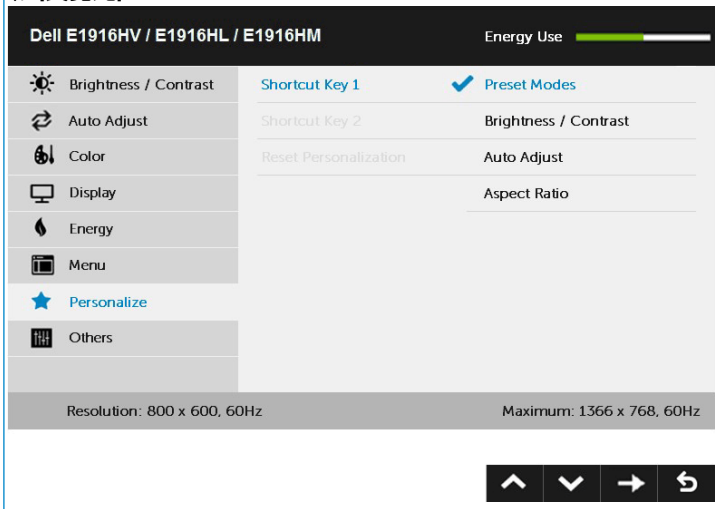 Dell E1916HV / E1916HL / E1916HM
Energy Use
Brightness / Contrast
Shortcut Key 1
Preset Modes
Auto Adjust
Shortcut Key 2
Brightness / Contrast
Color
Reset Personalization
Auto Adjust
Display
Aspect Ratio
Energy
Menu
Personalize
Others
Resolution: 800 x 600, 60Hz
Maximum: 1366 x 768, 60Hz